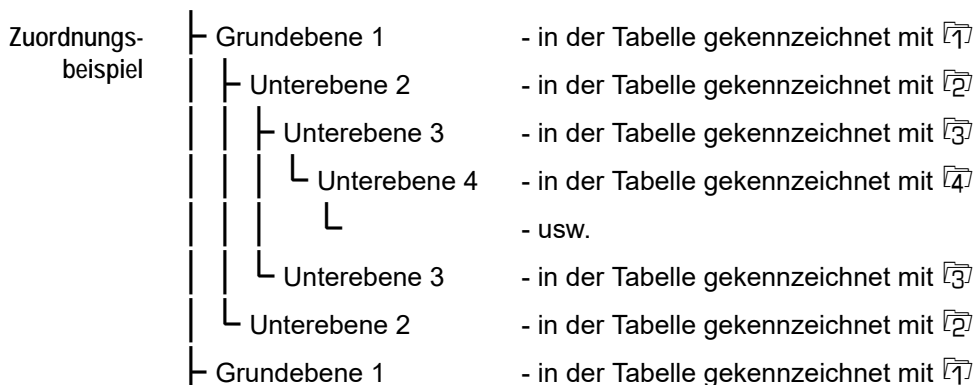 Zuordnungs-
beispiel
Grundebene 1 - in der Tabelle gekennzeichnet mit 1
Unterebene 2 - in der Tabelle gekennzeichnet mit 2
Unterebene 3 - in der Tabelle gekennzeichnet mit 3
Unterebene 4 - in der Tabelle gekennzeichnet mit 4
- usw.
Unterebene 3 - in der Tabelle gekennzeichnet mit 3
Unterebene 2 - in der Tabelle gekennzeichnet mit 2
Grundebene 1 - in der Tabelle gekennzeichnet mit 1